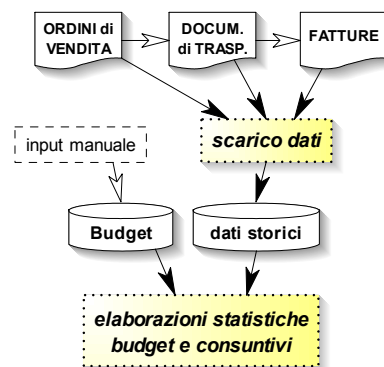 ORDINI di
VENDITA
DOCUM.
di TRASP.
FATTURE
scarico dati
input manuale
Budget
dati storici
elaborazioni statistiche
budget e consuntivi